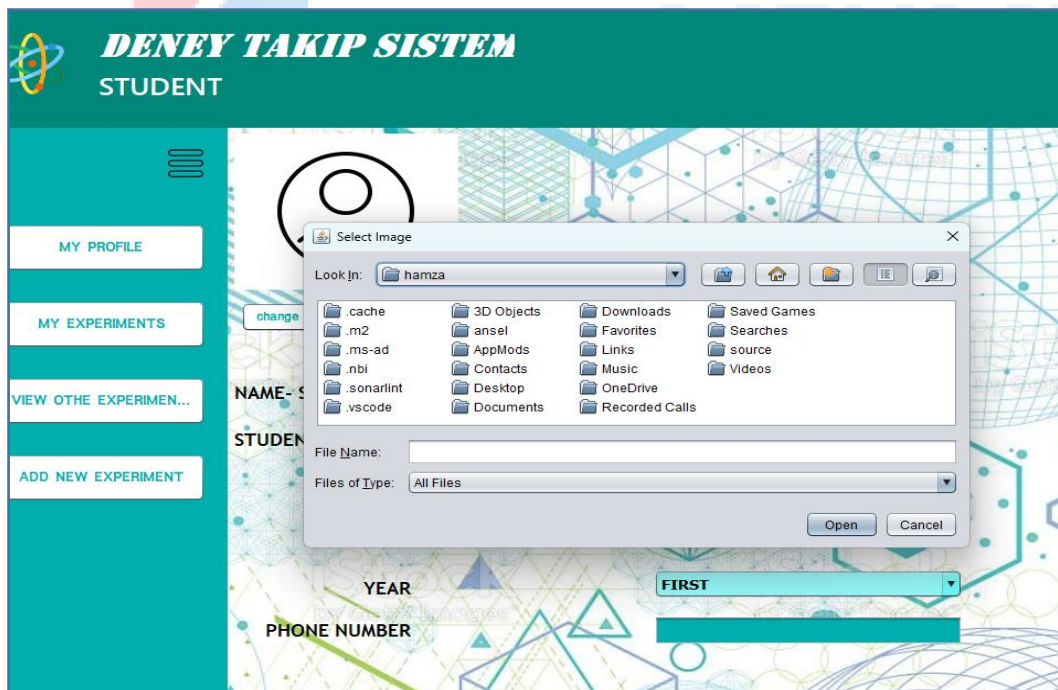 DENEY TAKIP SISTEM
STUDENT
MY PROFILE
MY EXPERIMENTS
VIEW OTHE EXPERIMEN...
ADD NEW EXPERIMENT
change
NAME- S
STUDEN
Select Image
Look In: hamza
.cache 3D Objects Downloads Saved Games
.m2 ansel Favorites Searches
.ms-ad AppMods Links source
.nbi Contacts Music Videos
.sonarlint Desktop OneDrive
.vscode Documents Recorded Calls
File Name:
Files of Type: All Files
Open Cancel
YEAR FIRST
PHONE NUMBER
iStock